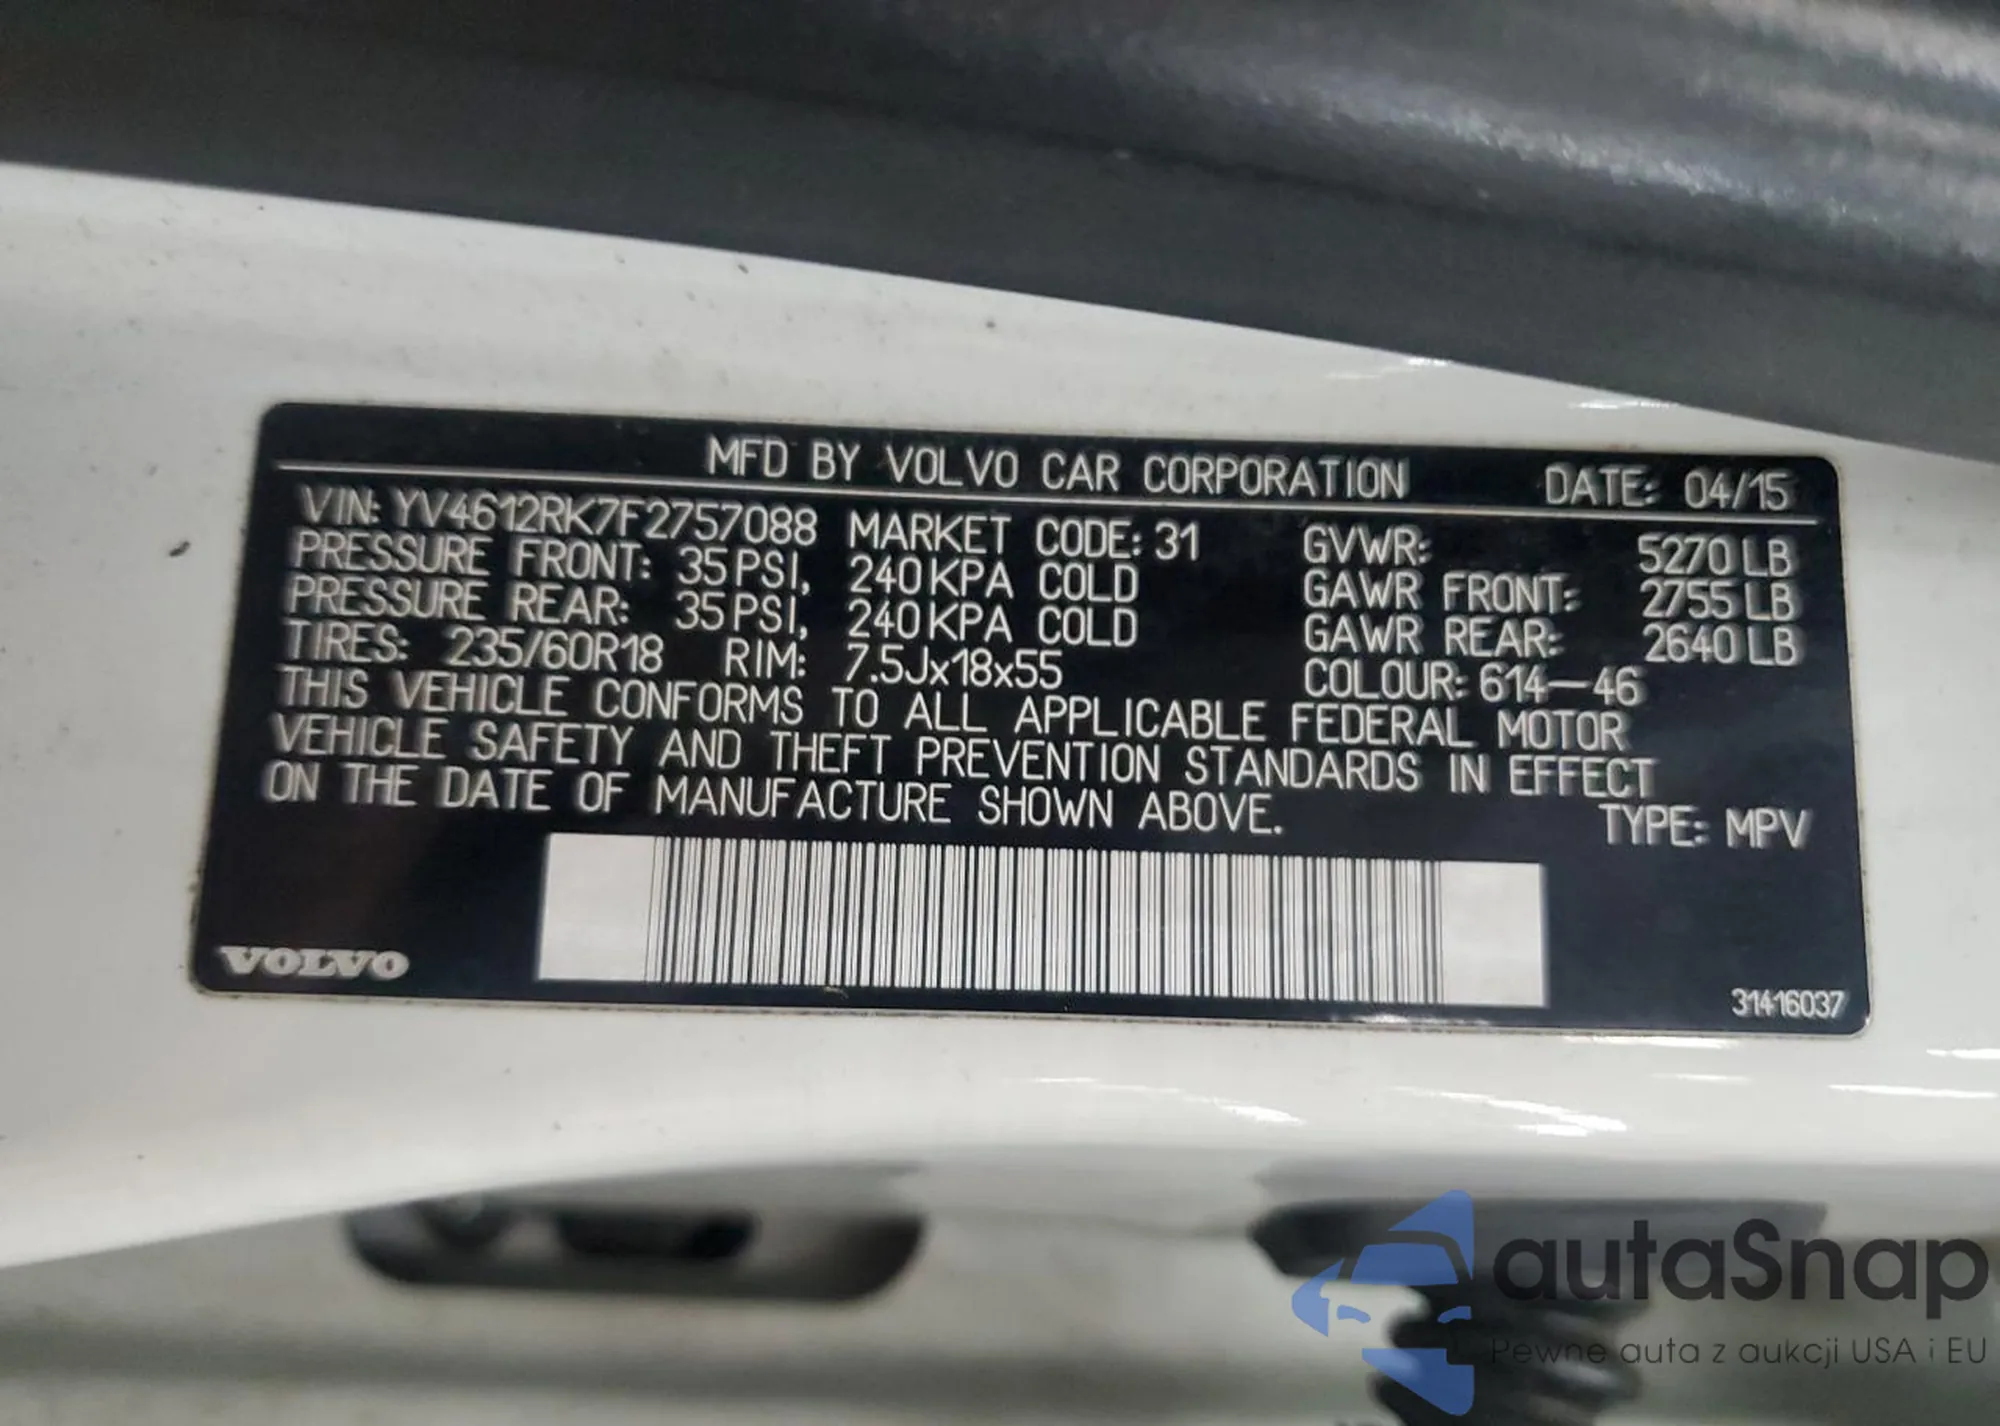 MFD BY VOLVO CAR CORPORATION DATE: 04/15
VIN: YV4612RK7F2757088 MARKET CODE: 31 GVWR: 5270 LB
PRESSURE FRONT: 35 PSI, 240 KPA COLD GAWR FRONT: 2755 LB
PRESSURE REAR: 35 PSI, 240 KPA COLD GAWR REAR: 2640 LB
TIRES: 235/60R18 RIM: 7.5Jx18x55 COLOUR: 614-46
THIS VEHICLE CONFORMS TO ALL APPLICABLE FEDERAL MOTOR
VEHICLE SAFETY AND THEFT PREVENTION STANDARDS IN EFFECT
ON THE DATE OF MANUFACTURE SHOWN ABOVE. TYPE: MPV
VOLVO
31416037
autaSnap
Pewne auta z aukcji USA i EU